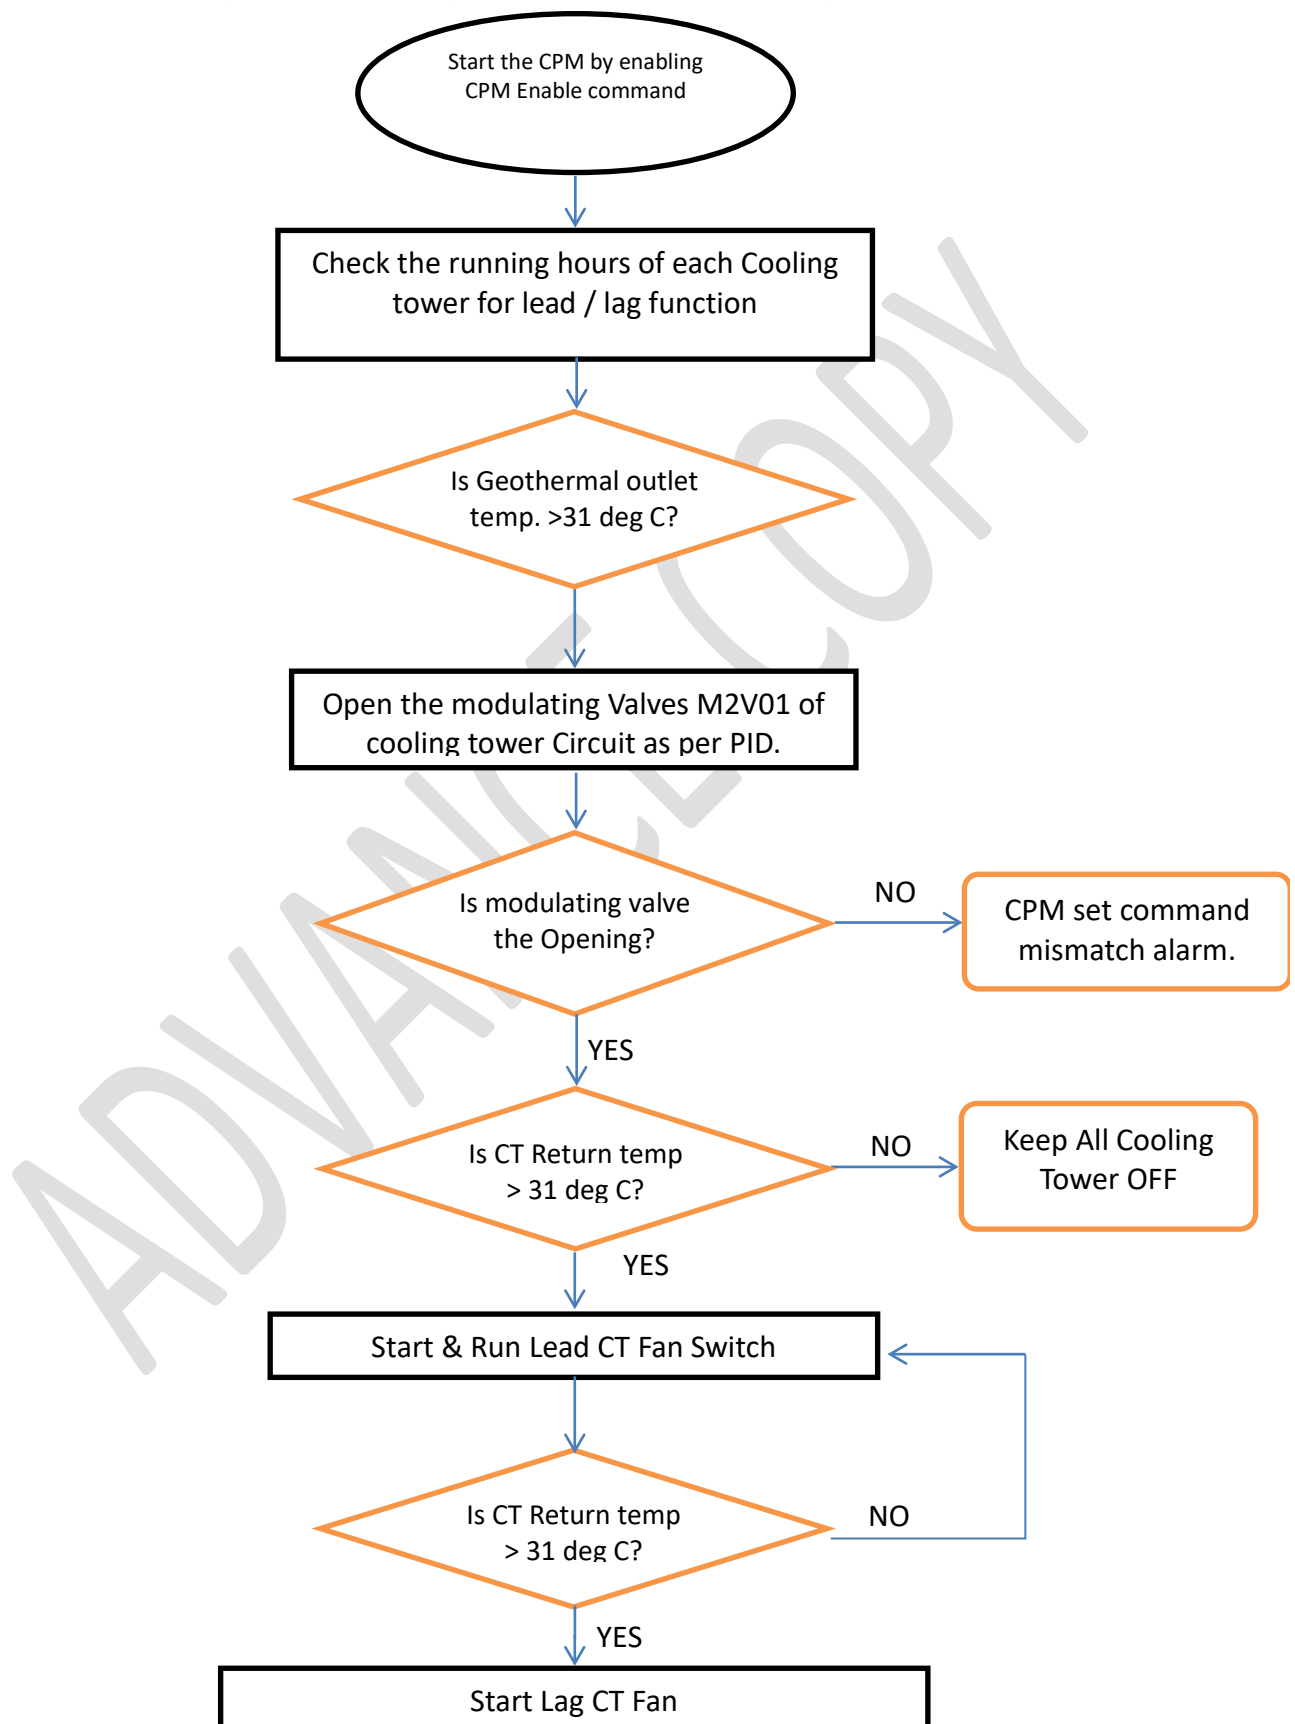 Start the CPM by enabling
CPM Enable command
Check the running hours of each Cooling
tower for lead / lag function
Is Geothermal outlet
temp. >31 deg C?
Open the modulating Valves M2V01 of
cooling tower Circuit as per PID.
Is modulating valve
the Opening?
NO
CPM set command
mismatch alarm.
YES
Is CT Return temp
> 31 deg C?
NO
Keep All Cooling
Tower OFF
YES
Start & Run Lead CT Fan Switch
Is CT Return temp
> 31 deg C?
NO
YES
Start Lag CT Fan
ADVANCE COPY